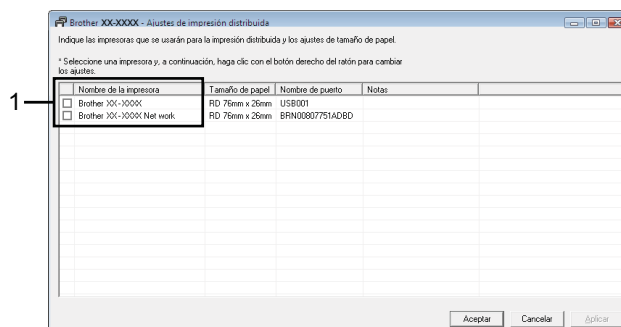 Brother XX-XXXX - Ajustes de impresión distribuida
Indique las impresoras que se usarán para la impresión distribuida y los ajustes de tamaño de papel.
* Seleccione una impresora y, a continuación, haga clic con el botón derecho del ratón para cambiar
los ajustes.
1
Nombre de la impresora Tamaño de papel Nombre de puerto Notas
Brother XX-XXXX RD 76mm x 26mm USB001
Brother XX-XXXX Net work RD 76mm x 26mm BRN00807751ADBD
Aceptar Cancelar Aplicar